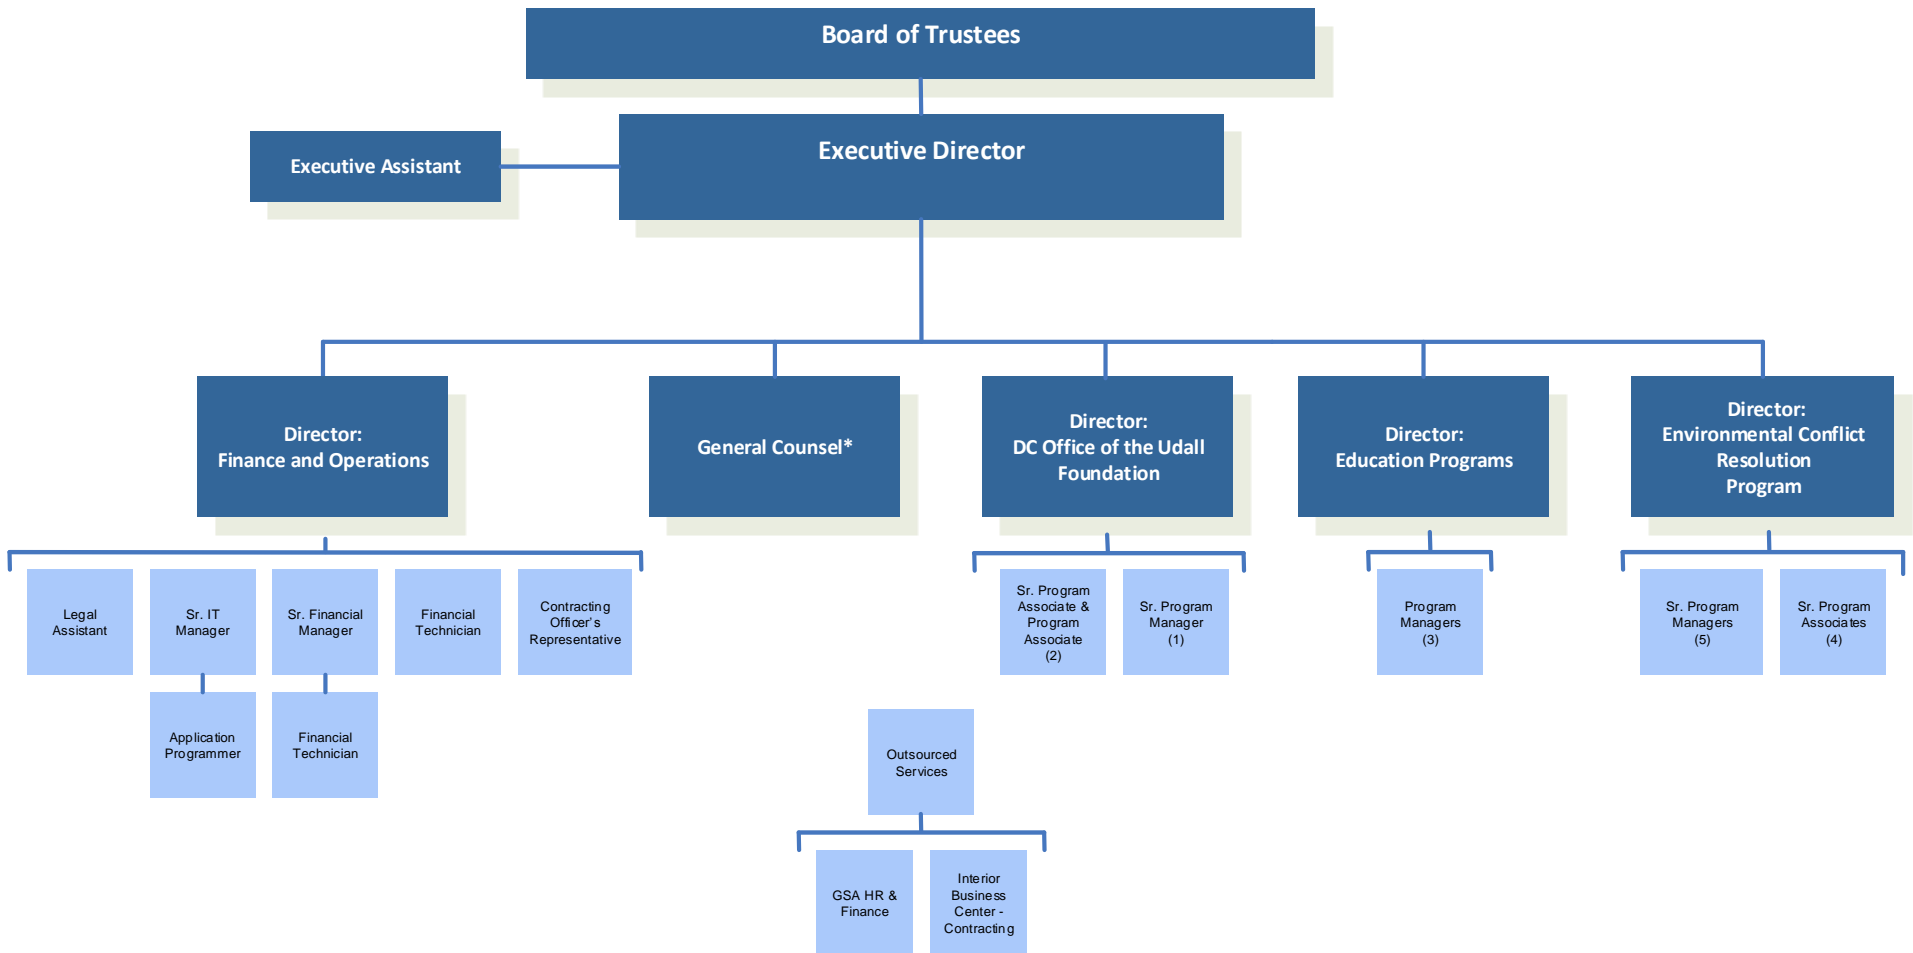 Board of Trustees
Executive Director
Executive Assistant
Director:
Finance and Operations
General Counsel*
Director:
DC Office of the Udall
Foundation
Director:
Education Programs
Director:
Environmental Conflict
Resolution
Program
Legal
Assistant
Sr. IT
Manager
Sr. Financial
Manager
Financial
Technician
Contracting
Officer's
Representative
Sr. Program
Associate &
Program
Associate
(2)
Sr. Program
Manager
(1)
Program
Managers
(3)
Sr. Program
Managers
(5)
Sr. Program
Associates
(4)
Application
Programmer
Financial
Technician
Outsourced
Services
GSA HR &
Finance
Interior
Business
Center -
Contracting